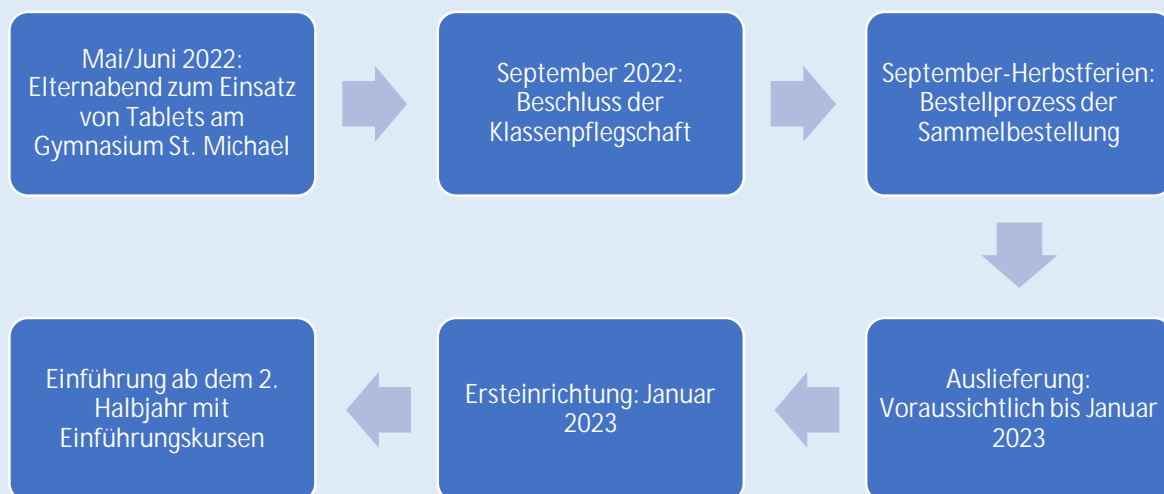 Mai/Juni 2022:
Elternabend zum Einsatz
von Tablets am
Gymnasium St. Michael
September 2022:
Beschluss der
Klassenpflegschaft
September-Herbstferien:
Bestellprozess der
Sammelbestellung
Auslieferung:
Voraussichtlich bis Januar
2023
Ersteinrichtung: Januar
2023
Einführung ab dem 2.
Halbjahr mit
Einführungskursen